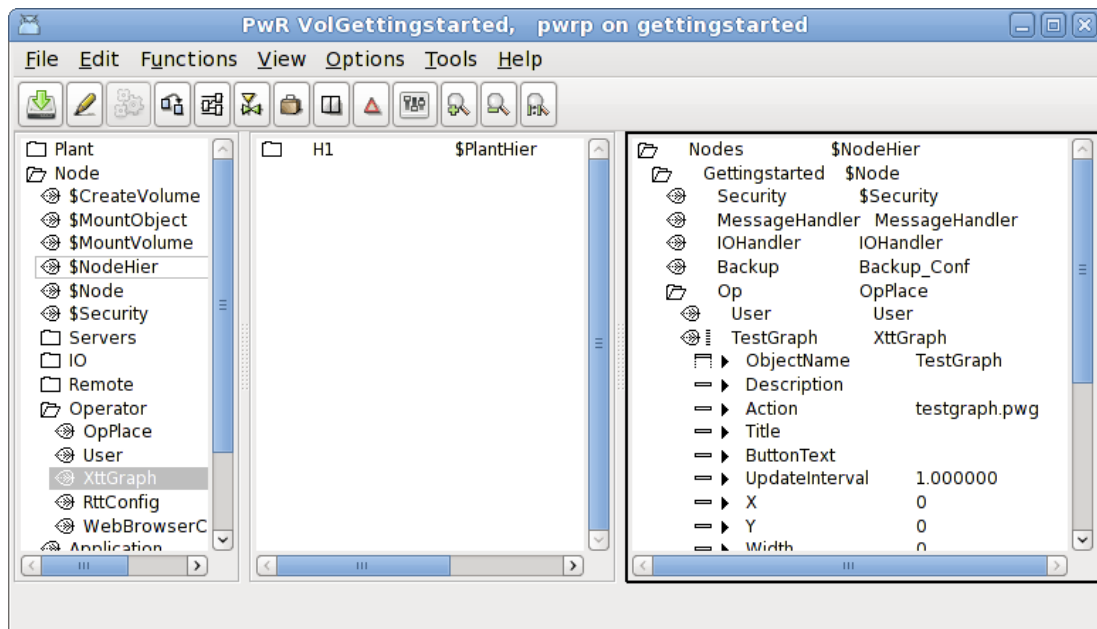 PwR VolGettingstarted, pwrp on gettingstarted
File Edit Functions View Options Tools Help
Plant
Node
$CreateVolume
$MountObject
$MountVolume
$NodeHier
$Node
$Security
Servers
IO
Remote
Operator
OpPlace
User
XttGraph
RttConfig
WebBrowserC
Application
H1 $PlantHier
Nodes $NodeHier
Gettingstarted $Node
Security $Security
MessageHandler MessageHandler
IOHandler IOHandler
Backup Backup_Conf
Op OpPlace
User User
TestGraph XttGraph
ObjectName TestGraph
Description
Action testgraph.pwg
Title
ButtonText
UpdateInterval 1.000000
X 0
Y 0
Width 0